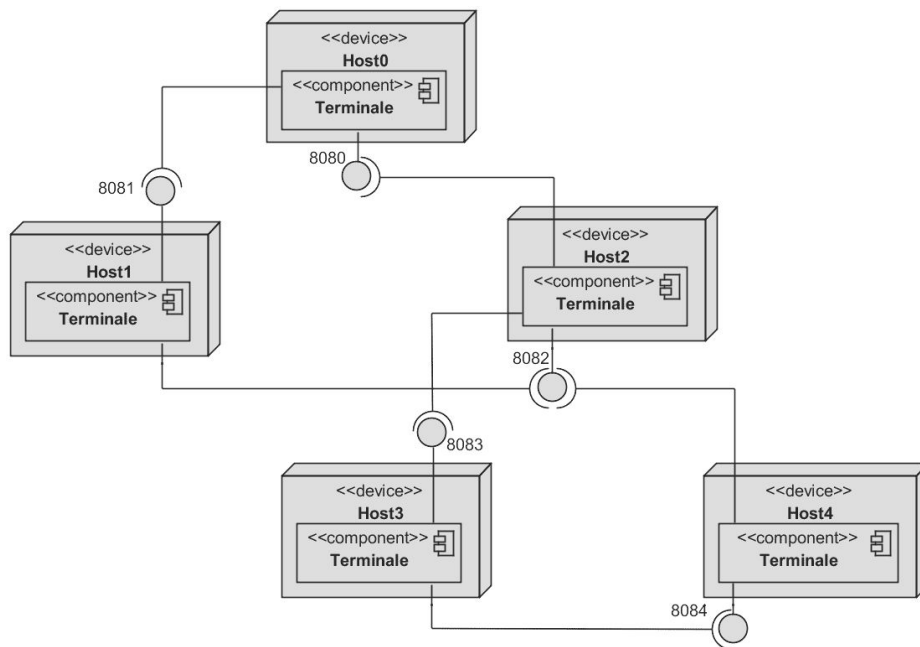 <<device>>
Host0
<<component>>
Terminale
8080
8081
<<device>>
Host1
<<component>>
Terminale
<<device>>
Host2
<<component>>
Terminale
8082
8083
<<device>>
Host3
<<component>>
Terminale
<<device>>
Host4
<<component>>
Terminale
8084